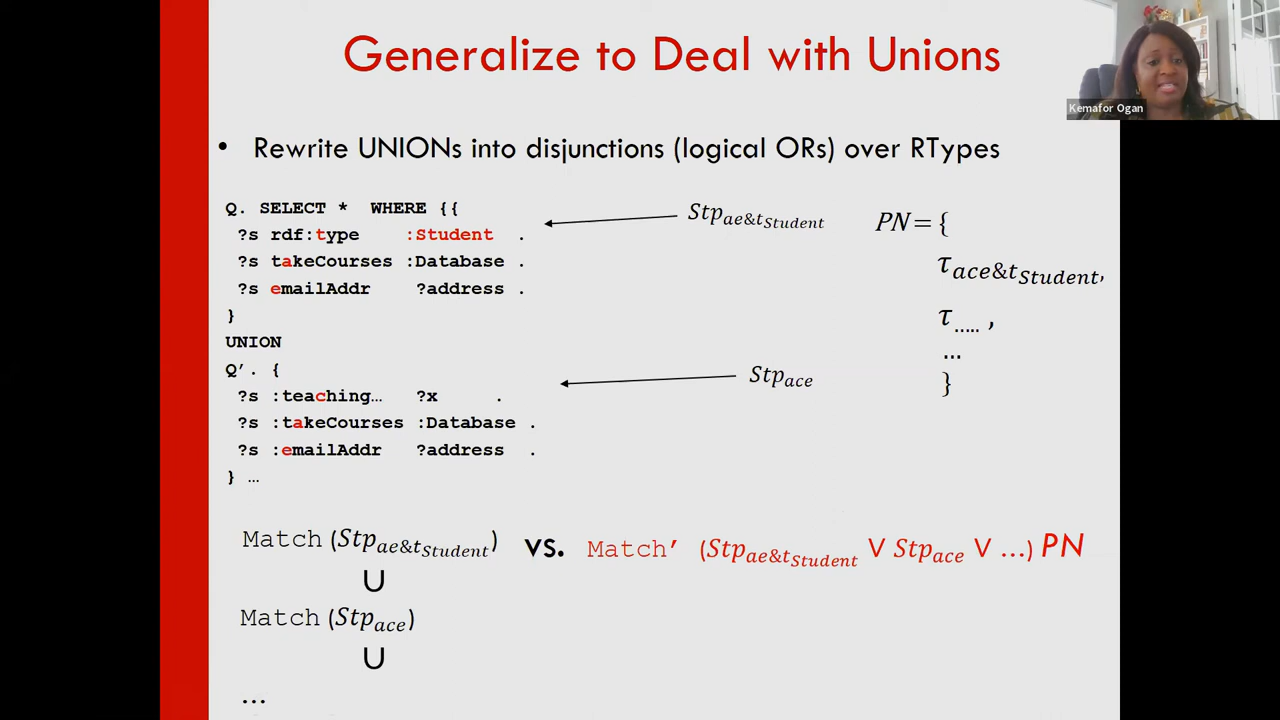 Generalize to Deal with Unions
Kemafor Ogan
• Rewrite UNIONs into disjunctions (logical ORs) over RTypes
Q. SELECT * WHERE {{
?s rdf:type :Student .
?s takeCourses :Database .
?s emailAddr ?address .
}
UNION
Q’. {
?s :teaching… ?x .
?s :takeCourses :Database .
?s :emailAddr ?address .
} …
Stp_ae&t_Student
Stp_ace
PN = {
τ_ace&t_Student,
τ_….. ,
…
}
Match (Stp_ae&t_Student)
∪
Match (Stp_ace)
∪
…
vs.
Match’ (Stp_ae&t_Student ∨ Stp_ace ∨ …) PN